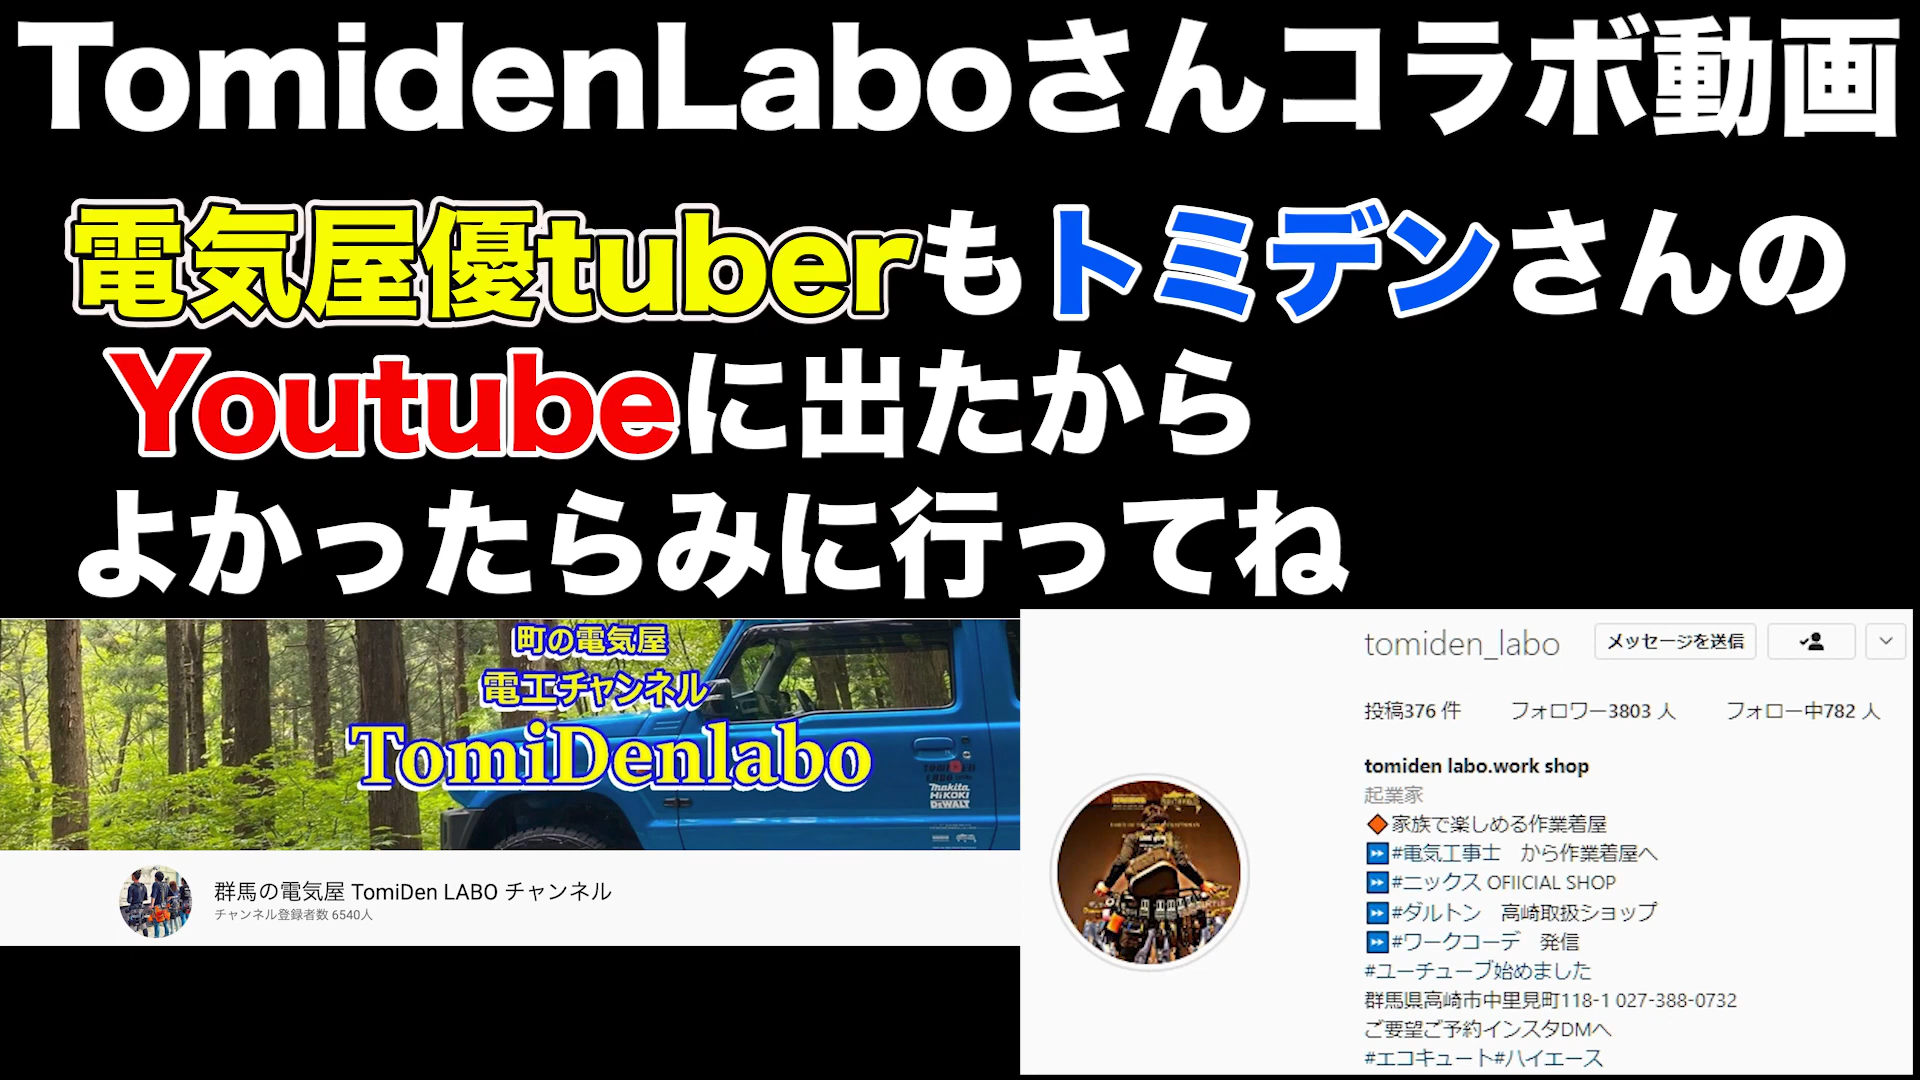 TomidenLaboさんコラボ動画
電気屋優tuberもトミデンさんの
Youtubeに出たから
よかったらみに行ってね
町の電気屋
電工チャンネル
TomiDenlabo
makita
HiKOKI
DEWALT
群馬の電気屋 TomiDen LABO チャンネル
チャンネル登録者数 6540人
tomiden_labo メッセージを送信
投稿376 件 フォロワー3803 人 フォロー中782 人
tomiden labo.work shop
起業家
家族で楽しめる作業着屋
#電気工事士 から作業着屋へ
#ニックス OFIICIAL SHOP
#ダルトン 高崎取扱ショップ
#ワークコーデ 発信
#ユーチューブ始めました
群馬県高崎市中里見町118-1 027-388-0732
ご要望ご予約インスタDMへ
#エコキュート#ハイエース